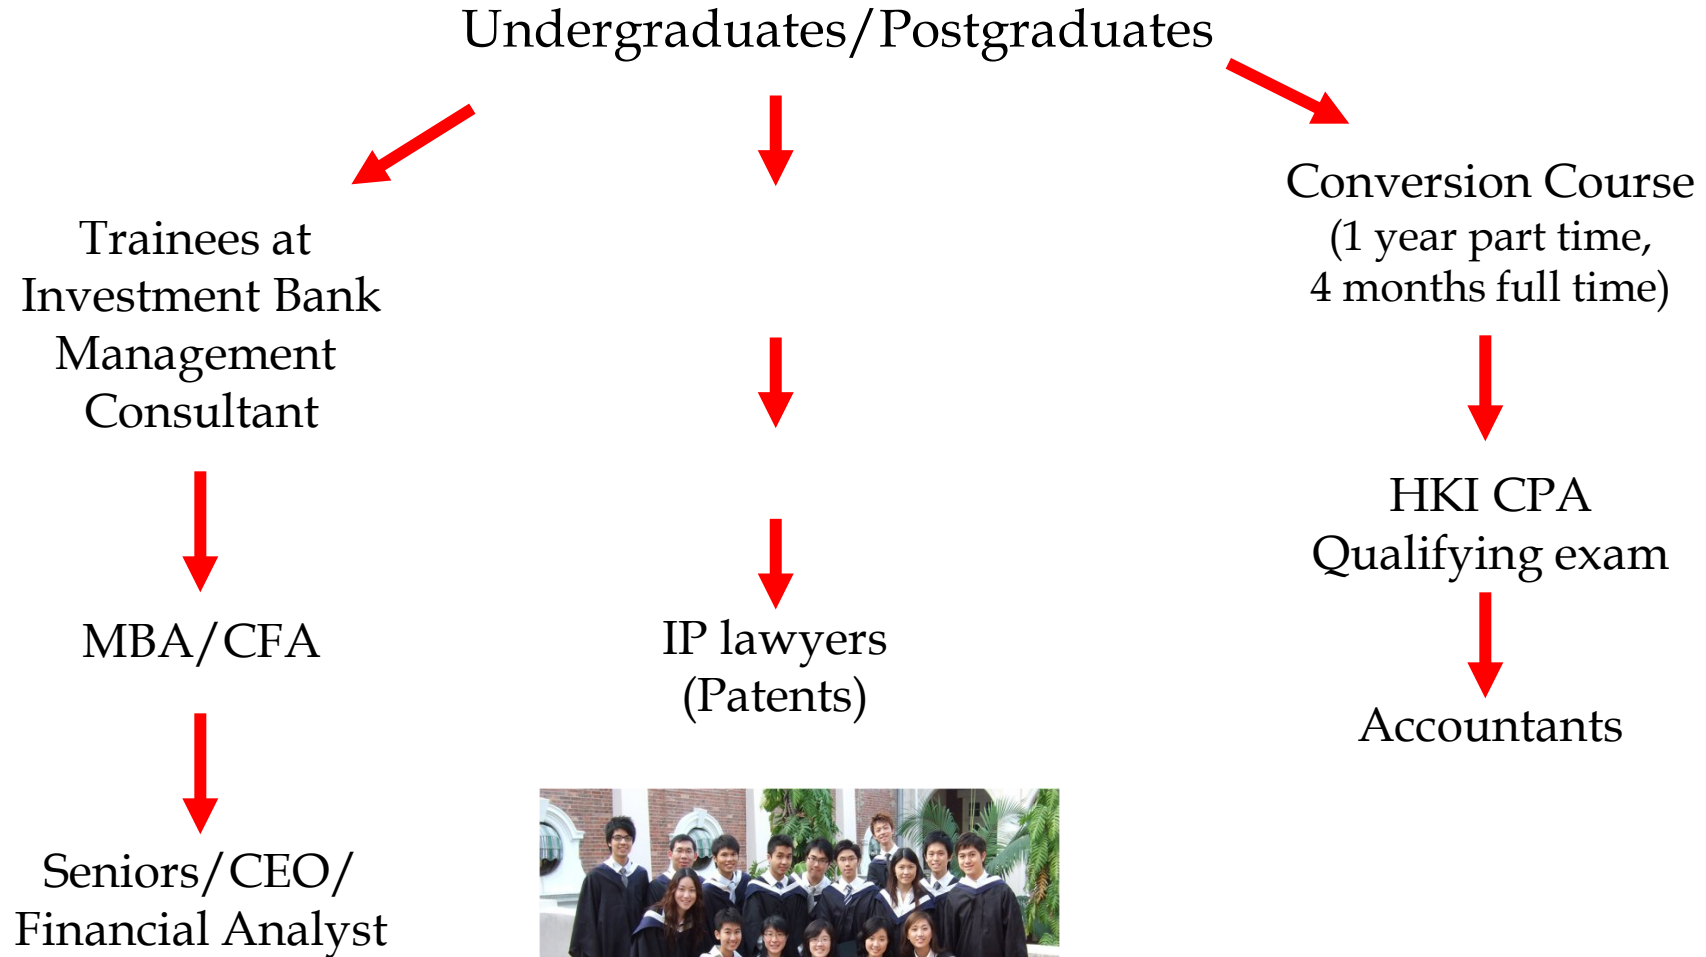 Undergraduates/Postgraduates
Trainees at
Investment Bank
Management
Consultant
MBA/CFA
Seniors/CEO/
Financial Analyst
IP lawyers
(Patents)
Conversion Course
(1 year part time,
4 months full time)
HKI CPA
Qualifying exam
Accountants